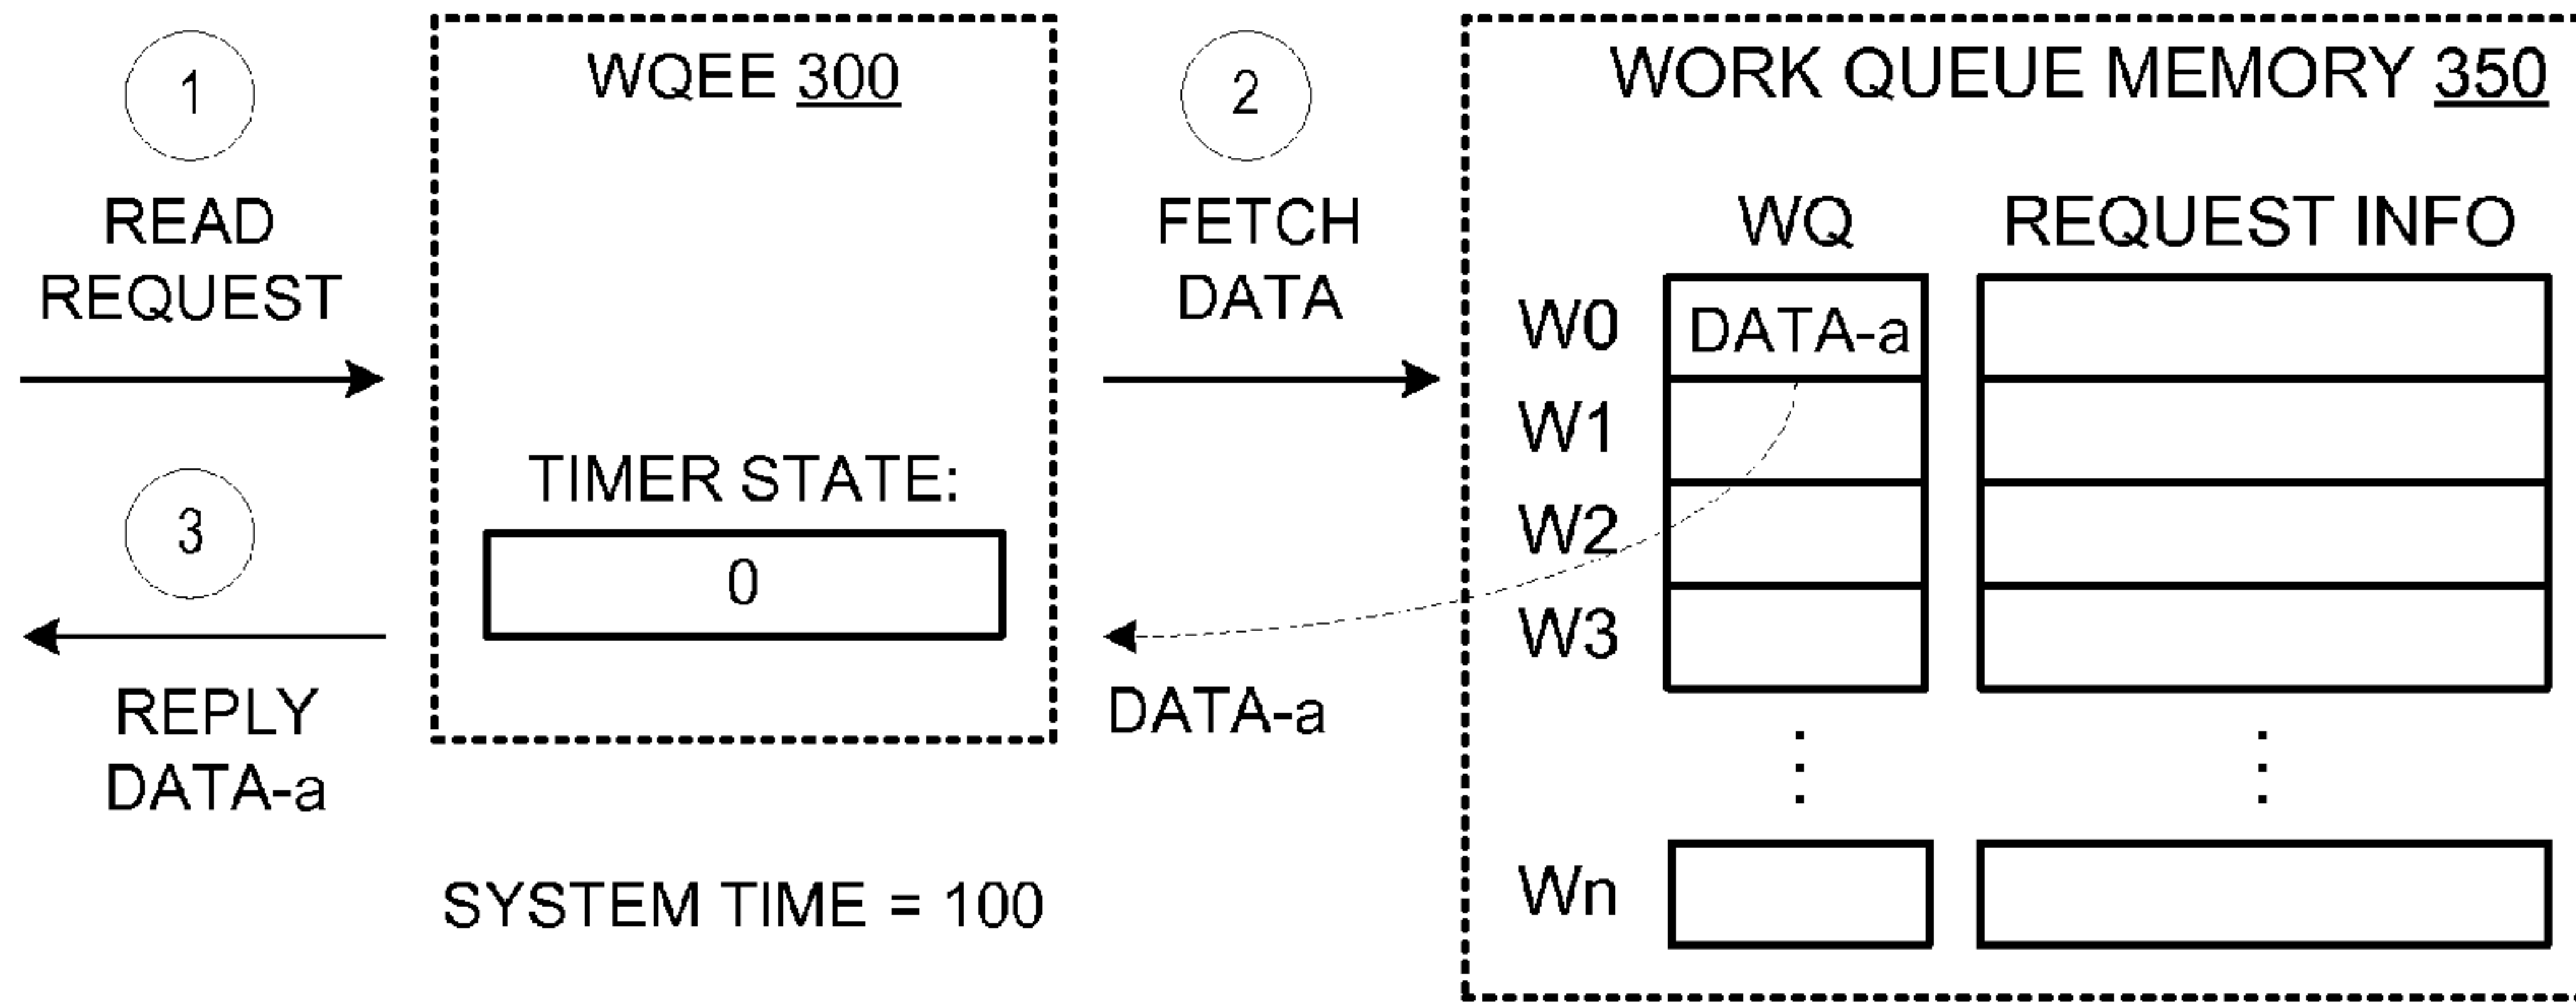 1
READ
REQUEST
3
REPLY
DATA-a
WQEE 300
TIMER STATE:
0
SYSTEM TIME = 100
2
FETCH
DATA
DATA-a
WORK QUEUE MEMORY 350
WQ REQUEST INFO
W0 DATA-a
W1
W2
W3
Wn